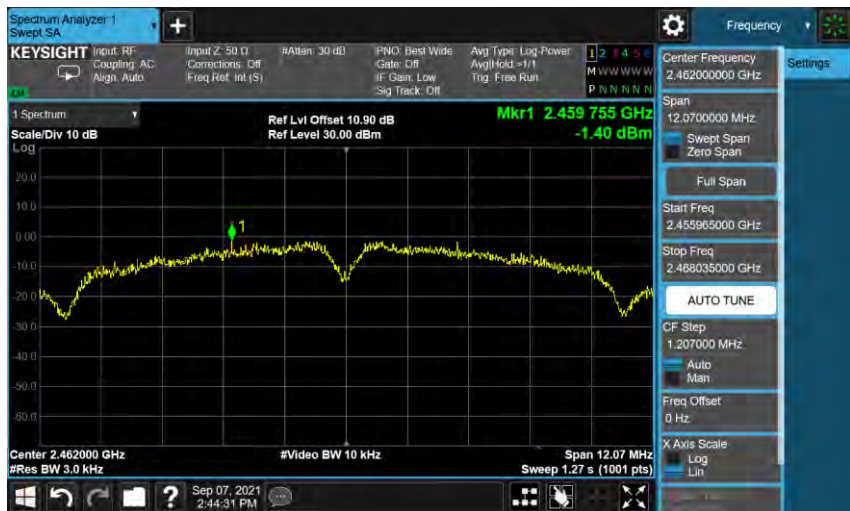 Spectrum Analyzer 1
Swept SA
+
Frequency
KEYSIGHT
Input: RF
Coupling: AC
Align: Auto
Input Z: 50 Ω
Corrections: Off
Freq Ref: Int (S)
#Atten: 30 dB
PNO: Best Wide
Gate: Off
IF Gain: Low
Sig Track: Off
Avg Type: Log-Power
Avg|Hold:>1/1
Trig: Free Run
1 2 3 4 5 6
M W W W W W
P N N N N N
LXI
1 Spectrum
Scale/Div 10 dB
Log
Ref Lvl Offset 10.90 dB
Ref Level 30.00 dBm
Mkr1 2.459 755 GHz
-1.40 dBm
20.0
10.0
0.00
-10.0
-20.0
-30.0
-40.0
-50.0
-60.0
1
Center 2.462000 GHz
#Res BW 3.0 kHz
#Video BW 10 kHz
Span 12.07 MHz
Sweep 1.27 s (1001 pts)
?
Sep 07, 2021
2:44:31 PM
Center Frequency
2.462000000 GHz
Settings
Span
12.0700000 MHz
Swept Span
Zero Span
Full Span
Start Freq
2.455965000 GHz
Stop Freq
2.468035000 GHz
AUTO TUNE
CF Step
1.207000 MHz
Auto
Man
Freq Offset
0 Hz
X Axis Scale
Log
Lin